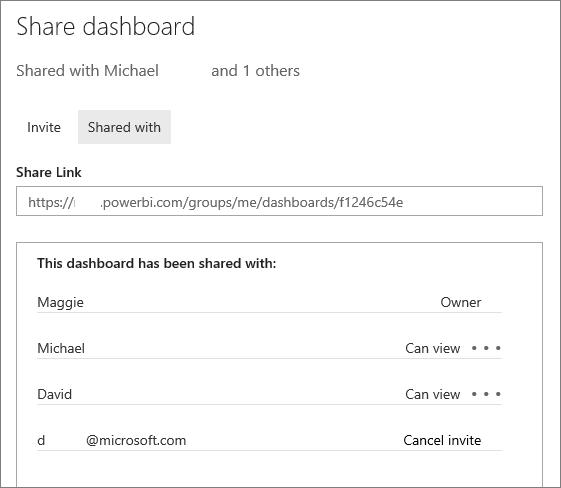 Share dashboard
Shared with Michael and 1 others
Invite Shared with
Share Link
https:// .powerbi.com/groups/me/dashboards/f1246c54e
This dashboard has been shared with:
Maggie Owner
Michael Can view • • •
David Can view • • •
d @microsoft.com Cancel invite